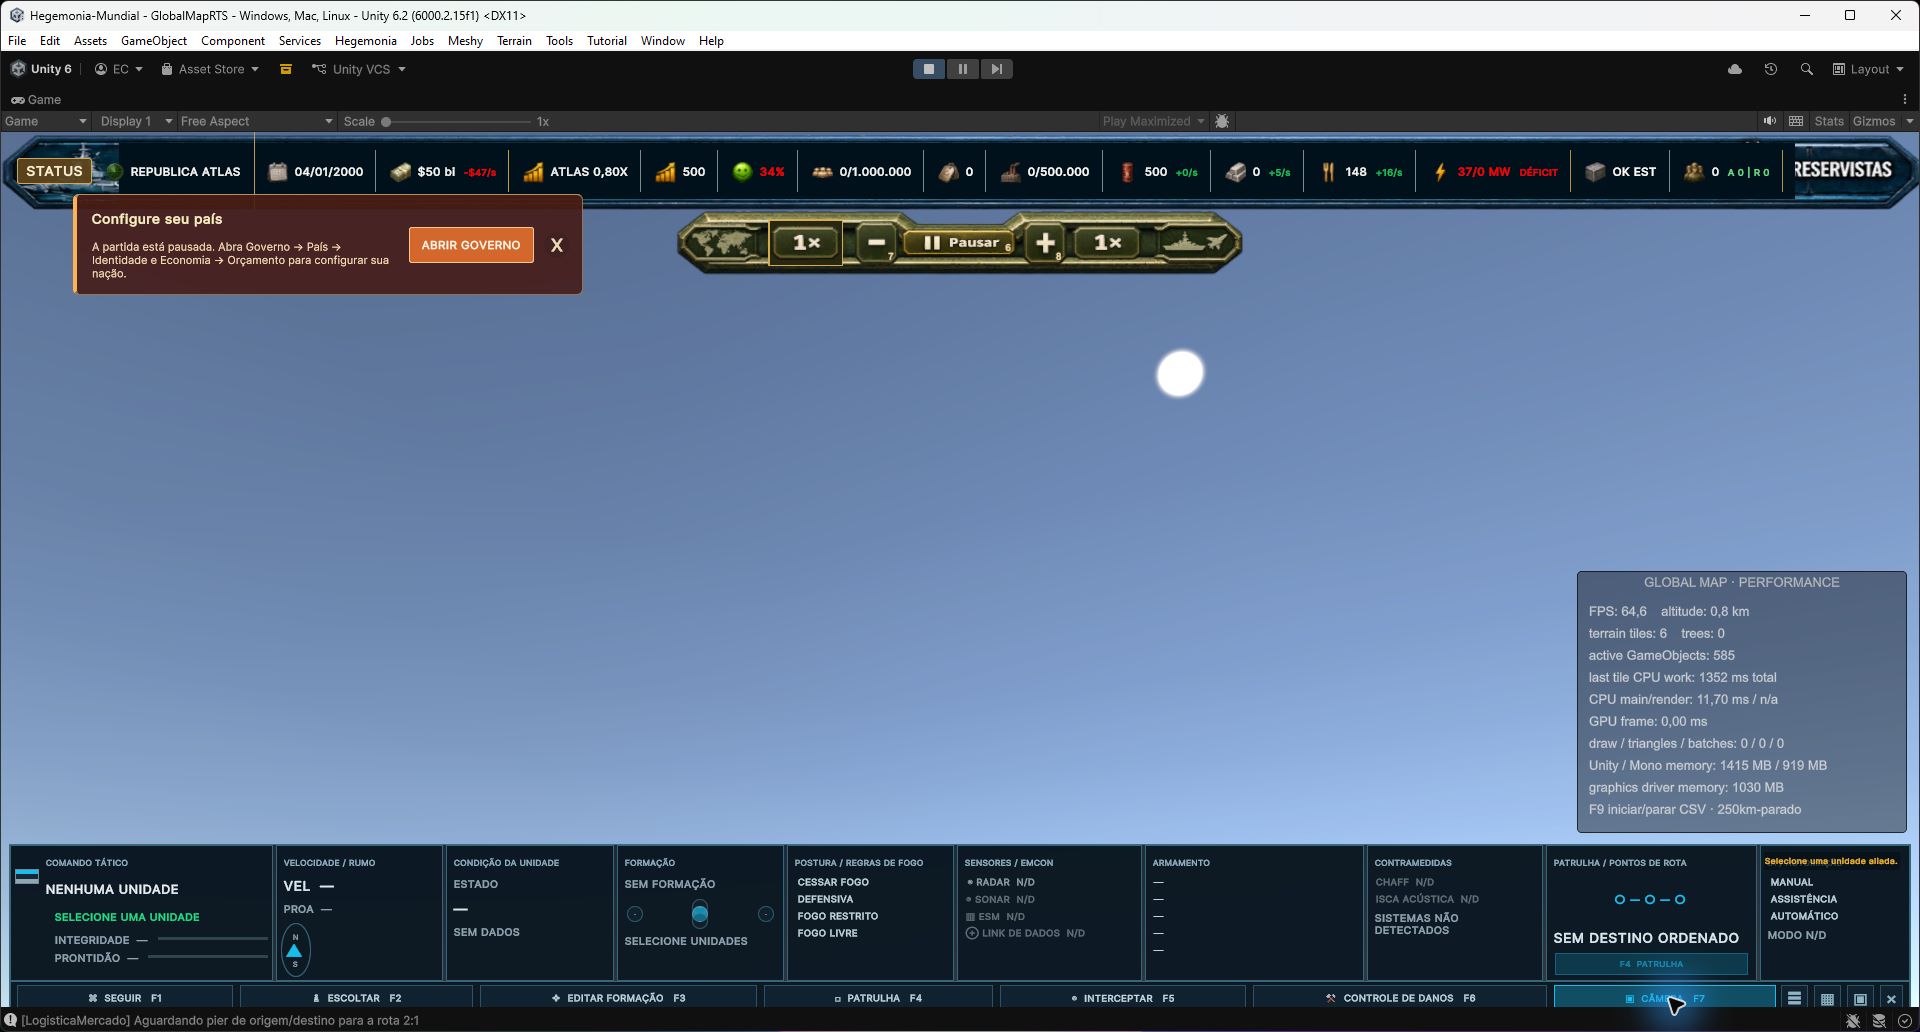 Hegemonia-Mundial - GlobalMapRTS - Windows, Mac, Linux - Unity 6.2 (6000.2.15f1) <DX11>
File Edit Assets GameObject Component Services Hegemonia Jobs Meshy Terrain Tools Tutorial Window Help
Unity 6 EC Asset Store Unity VCS Layout
Game
Game Display 1 Free Aspect Scale 1x Play Maximized Stats Gizmos
STATUS REPUBLICA ATLAS 04/01/2000 $50 bi -$47/s ATLAS 0,80X 500 34% 0/1.000.000 0 0/500.000 500 +0/s 0 +5/s 148 +16/s 37/0 MW DÉFICIT OK EST 0 A 0 | R 0 RESERVISTAS
Configure seu país
A partida está pausada. Abra Governo → País →
Identidade e Economia → Orçamento para configurar sua
nação.
ABRIR GOVERNO X
1× − 7 Pausar 6 + 8 1×
GLOBAL MAP · PERFORMANCE
FPS: 64,6 altitude: 0,8 km
terrain tiles: 6 trees: 0
active GameObjects: 585
last tile CPU work: 1352 ms total
CPU main/render: 11,70 ms / n/a
GPU frame: 0,00 ms
draw / triangles / batches: 0 / 0 / 0
Unity / Mono memory: 1415 MB / 919 MB
graphics driver memory: 1030 MB
F9 iniciar/parar CSV · 250km-parado
COMANDO TÁTICO
NENHUMA UNIDADE
SELECIONE UMA UNIDADE
INTEGRIDADE —
PRONTIDÃO —
VELOCIDADE / RUMO
VEL —
PROA —
N
S
CONDIÇÃO DA UNIDADE
ESTADO
—
SEM DADOS
FORMAÇÃO
SEM FORMAÇÃO
SELECIONE UNIDADES
POSTURA / REGRAS DE FOGO
CESSAR FOGO
DEFENSIVA
FOGO RESTRITO
FOGO LIVRE
SENSORES / EMCON
RADAR N/D
SONAR N/D
ESM N/D
LINK DE DADOS N/D
ARMAMENTO
—
—
—
—
—
CONTRAMEDIDAS
CHAFF N/D
ISCA ACÚSTICA N/D
SISTEMAS NÃO
DETECTADOS
PATRULHA / PONTOS DE ROTA
SEM DESTINO ORDENADO
F4 PATRULHA
Selecione uma unidade aliada.
MANUAL
ASSISTÊNCIA
AUTOMÁTICO
MODO N/D
SEGUIR F1 ESCOLTAR F2 EDITAR FORMAÇÃO F3 PATRULHA F4 INTERCEPTAR F5 CONTROLE DE DANOS F6 F7
[LogisticaMercado] Aguardando pier de origem/destino para a rota 2:1